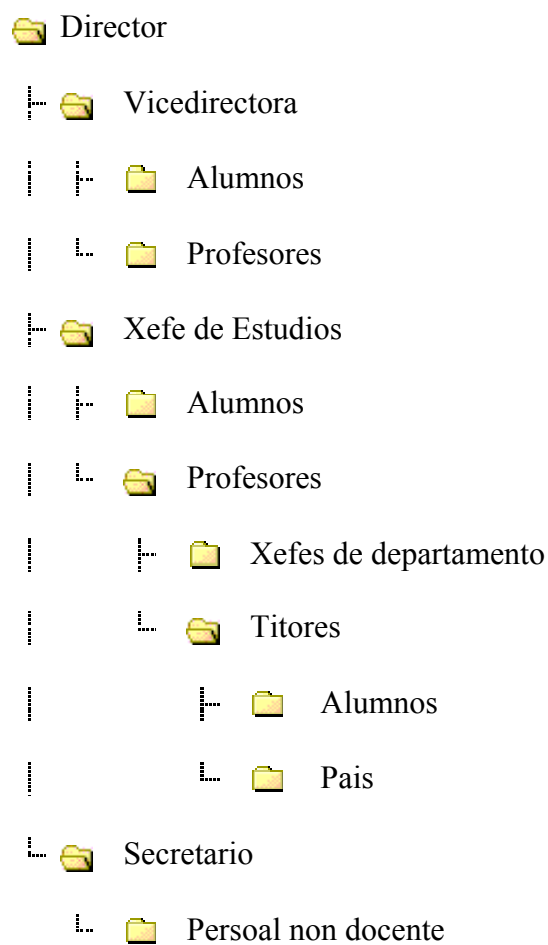 Director
Vicedirectora
Alumnos
Profesores
Xefe de Estudios
Alumnos
Profesores
Xefes de departamento
Titores
Alumnos
Pais
Secretario
Persoal non docente